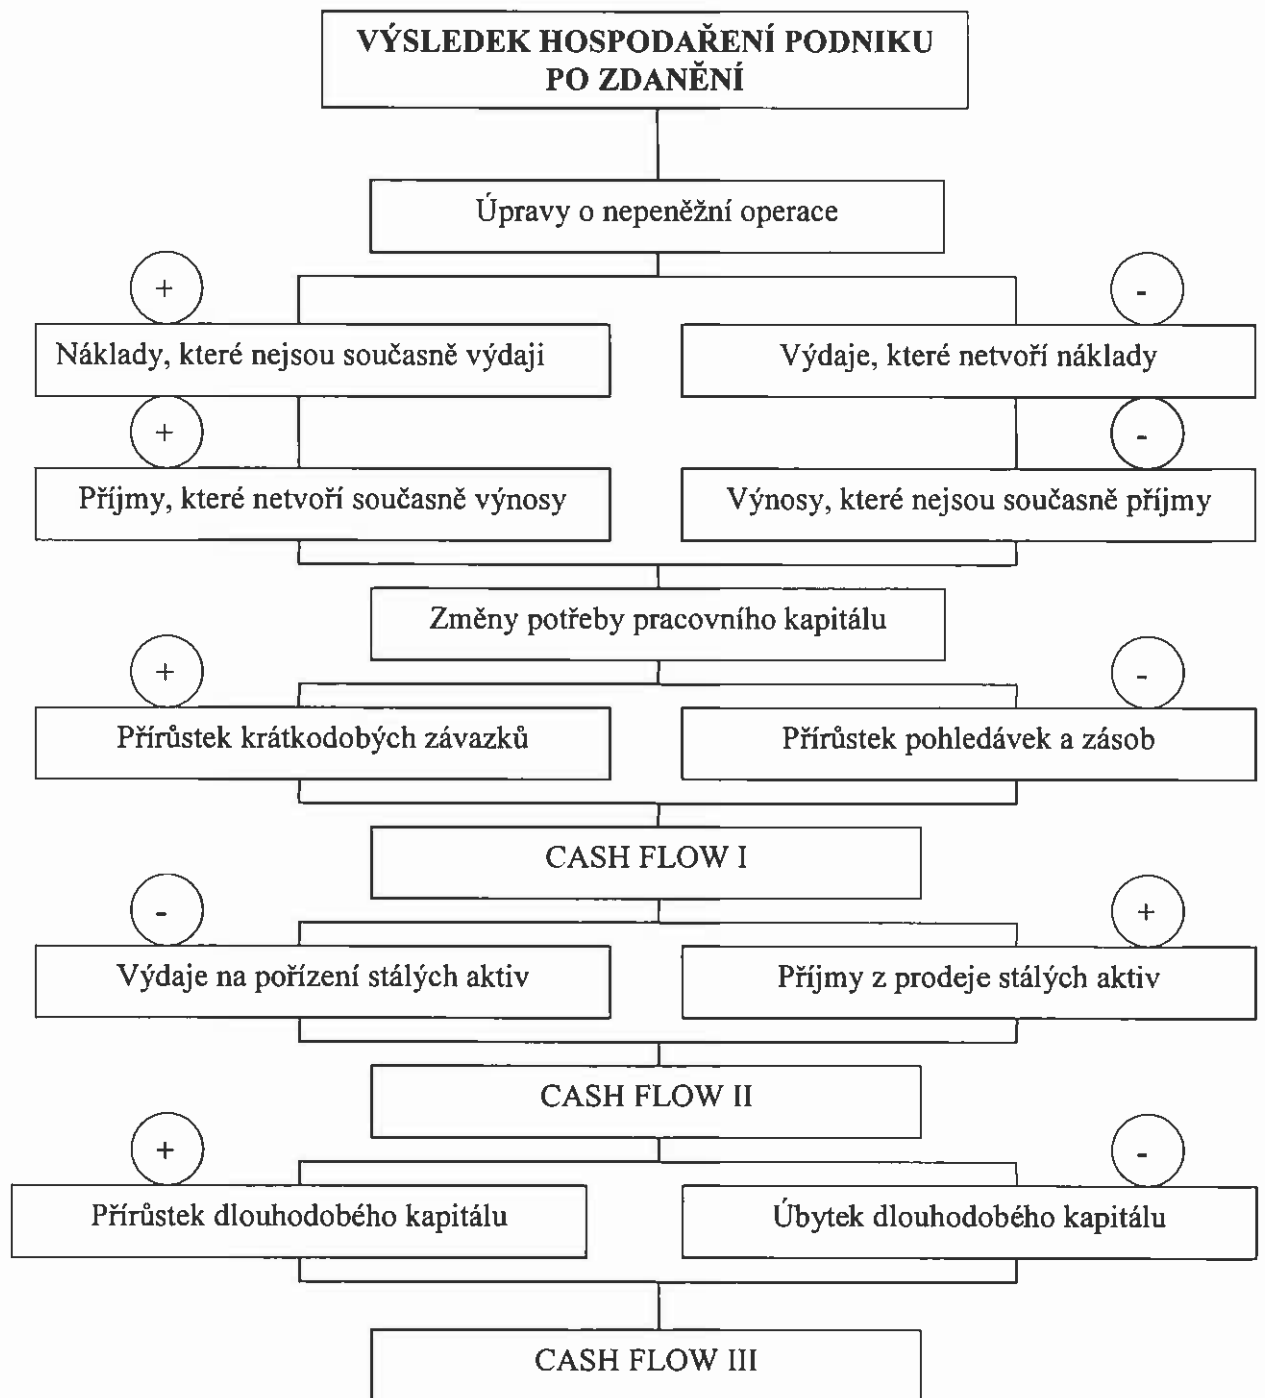 VÝSLEDEK HOSPODAŘENÍ PODNIKU
PO ZDANĚNÍ
Úpravy o nepeněžní operace
+
-
Náklady, které nejsou současně výdaji
Výdaje, které netvoří náklady
+
-
Příjmy, které netvoří současně výnosy
Výnosy, které nejsou současně příjmy
Změny potřeby pracovního kapitálu
+
-
Přírůstek krátkodobých závazků
Přírůstek pohledávek a zásob
CASH FLOW I
-
+
Výdaje na pořízení stálých aktiv
Příjmy z prodeje stálých aktiv
CASH FLOW II
+
-
Přírůstek dlouhodobého kapitálu
Úbytek dlouhodobého kapitálu
CASH FLOW III